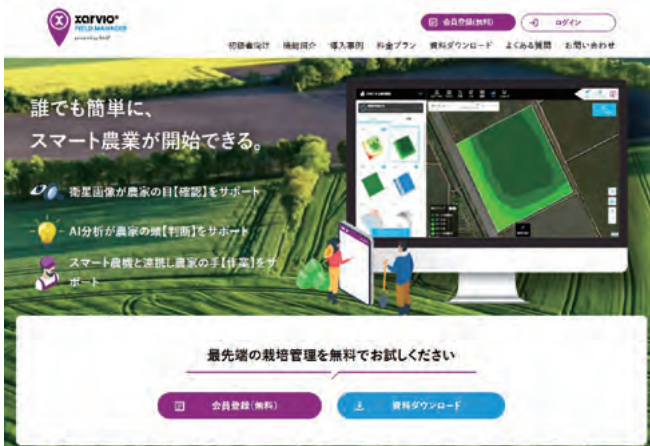 xarvio®
FIELD MANAGER
powered by BASF
会員登録(無料)
ログイン
初級者向け 機能紹介 導入事例 料金プラン 資料ダウンロード よくある質問 お問い合わせ
誰でも簡単に、
スマート農業が開始できる。
衛星画像が農家の目【確認】をサポート
AI分析が農家の頭【判断】をサポート
スマート農機と連携し農家の手【作業】をサ
ポート
最先端の栽培管理を無料でお試しください
会員登録(無料)
資料ダウンロード